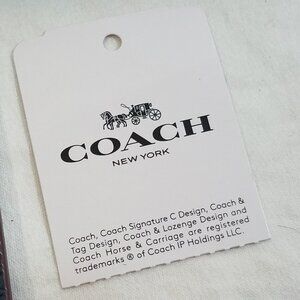 COACH
NEW YORK
Coach, Coach Signature C Design, Coach &
Tag Design, Coach & Lozenge Design and
Coach Horse & Carriage are registered
trademarks ® of Coach IP Holdings LLC.